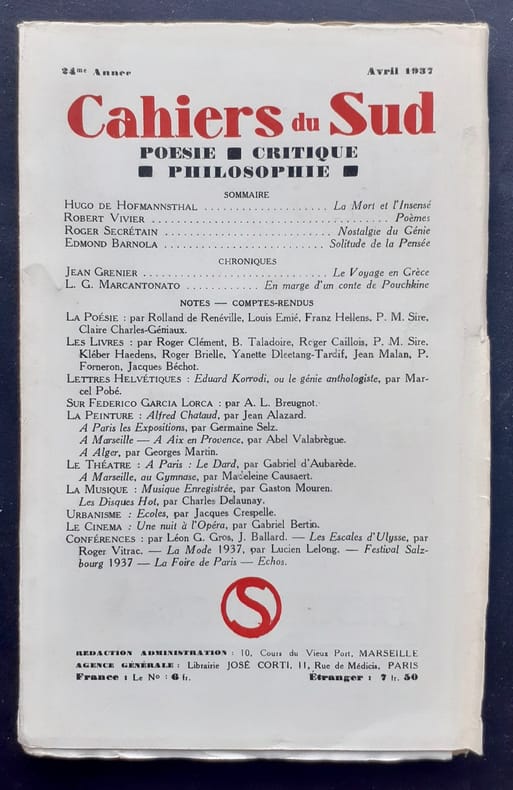 24me Année Avril 1937
Cahiers du Sud
POESIE ■ CRITIQUE
■ PHILOSOPHIE ■
SOMMAIRE
HUGO DE HOFMANNSTHAL .................... La Mort et l'Insensé
ROBERT VIVIER ....................................... Poèmes
ROGER SECRÉTAIN ............................ Nostalgie du Génie
EDMOND BARNOLA ........................... Solitude de la Pensée
CHRONIQUES
JEAN GRENIER .............................. Le Voyage en Grèce
L. G. MARCANTONATO ............ En marge d'un conte de Pouchkine
NOTES — COMPTES-RENDUS
LA POÉSIE : par Rolland de Renéville, Louis Emié, Franz Hellens, P. M. Sire,
Claire Charles-Géniaux.
LES LIVRES : par Roger Clément, B. Taladoire, Roger Caillois, P. M. Sire,
Kléber Haedens, Roger Brielle, Yanette Dletang-Tardif, Jean Malan, P.
Forneron, Jacques Béchot.
LETTRES HELVÉTIQUES : Eduard Korrodi, ou le génie anthologiste, par Mar-
cel Pobé.
SUR FEDERICO GARCIA LORCA : par A. L. Breugnot.
LA PEINTURE : Alfred Chataud, par Jean Alazard.
A Paris les Expositions, par Germaine Selz.
A Marseille — A Aix en Provence, par Abel Valabrègue.
A Alger, par Georges Martin.
LE THÉATRE : A Paris : Le Dard, par Gabriel d'Aubarède.
A Marseille, au Gymnase, par Madeleine Causaert.
LA MUSIQUE : Musique Enregistrée, par Gaston Mouren.
Les Disques Hot, par Charles Delaunay.
URBANISME : Ecoles, par Jacques Crespelle.
LE CINEMA : Une nuit à l'Opéra, par Gabriel Bertin.
CONFÉRENCES : par Léon G. Gros, J. Ballard. — Les Escales d'Ulysse, par
Roger Vitrac. — La Mode 1937, par Lucien Lelong. — Festival Salz-
bourg 1937 — La Foire de Paris — Echos.
S
REDACTION ADMINISTRATION : 10, Cours du Vieux Port, MARSEILLE
AGENCE GÉNÉRALE : Librairie JOSÉ CORTI, 11, Rue de Médicis, PARIS
France : Le No : 6 fr. Étranger : 7 fr. 50